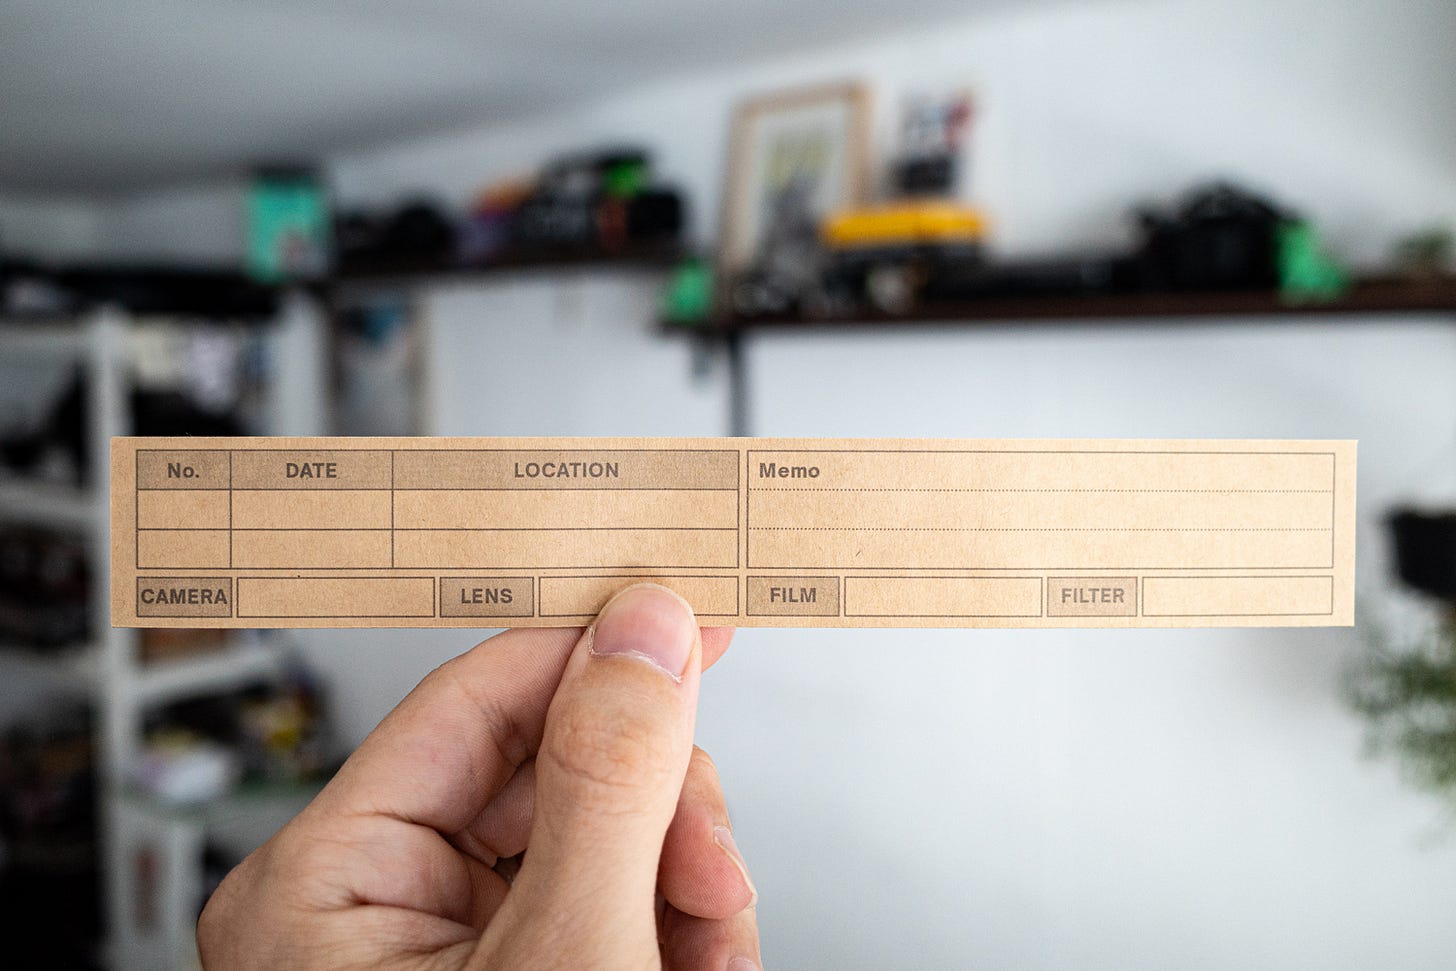 No. DATE LOCATION Memo
CAMERA LENS FILM FILTER